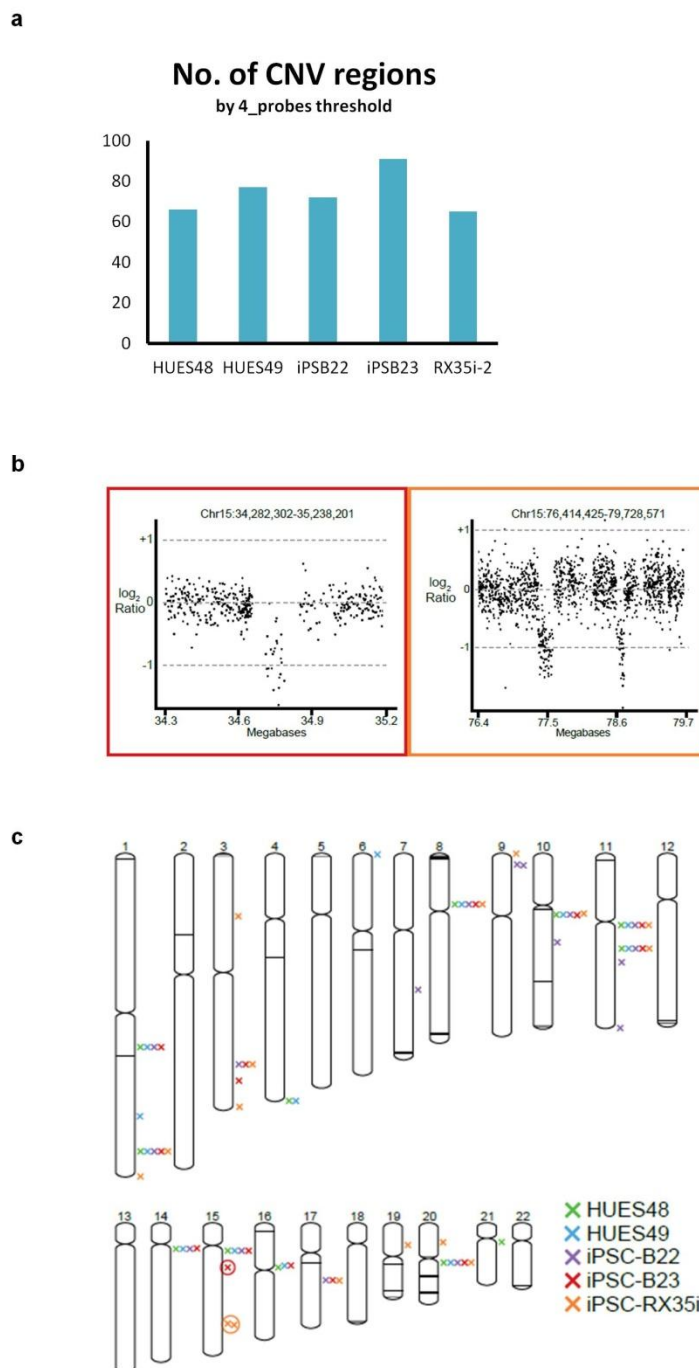 a
No. of CNV regions
by 4_probes threshold
100
80
60
40
20
0
HUES48 HUES49 iPSB22 iPSB23 RX35i-2
b
Chr15:34,282,302-35,238,201
+1
log2
Ratio
0
-1
34.3 34.6 34.9 35.2
Megabases
Chr15:76,414,425-79,728,571
+1
log2
Ratio
0
-1
76.4 77.5 78.6 79.7
Megabases
c
1 2 3 4 5 6 7 8 9 10 11 12
13 14 15 16 17 18 19 20 21 22
HUES48
HUES49
iPSC-B22
iPSC-B23
iPSC-RX35i